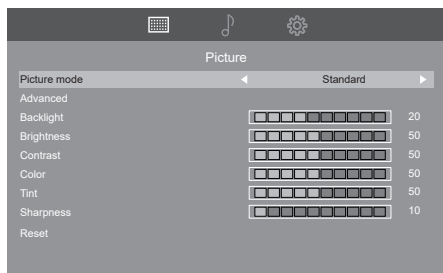 Picture
Picture mode Standard
Advanced
Backlight 20
Brightness 50
Contrast 50
Color 50
Tint 50
Sharpness 10
Reset